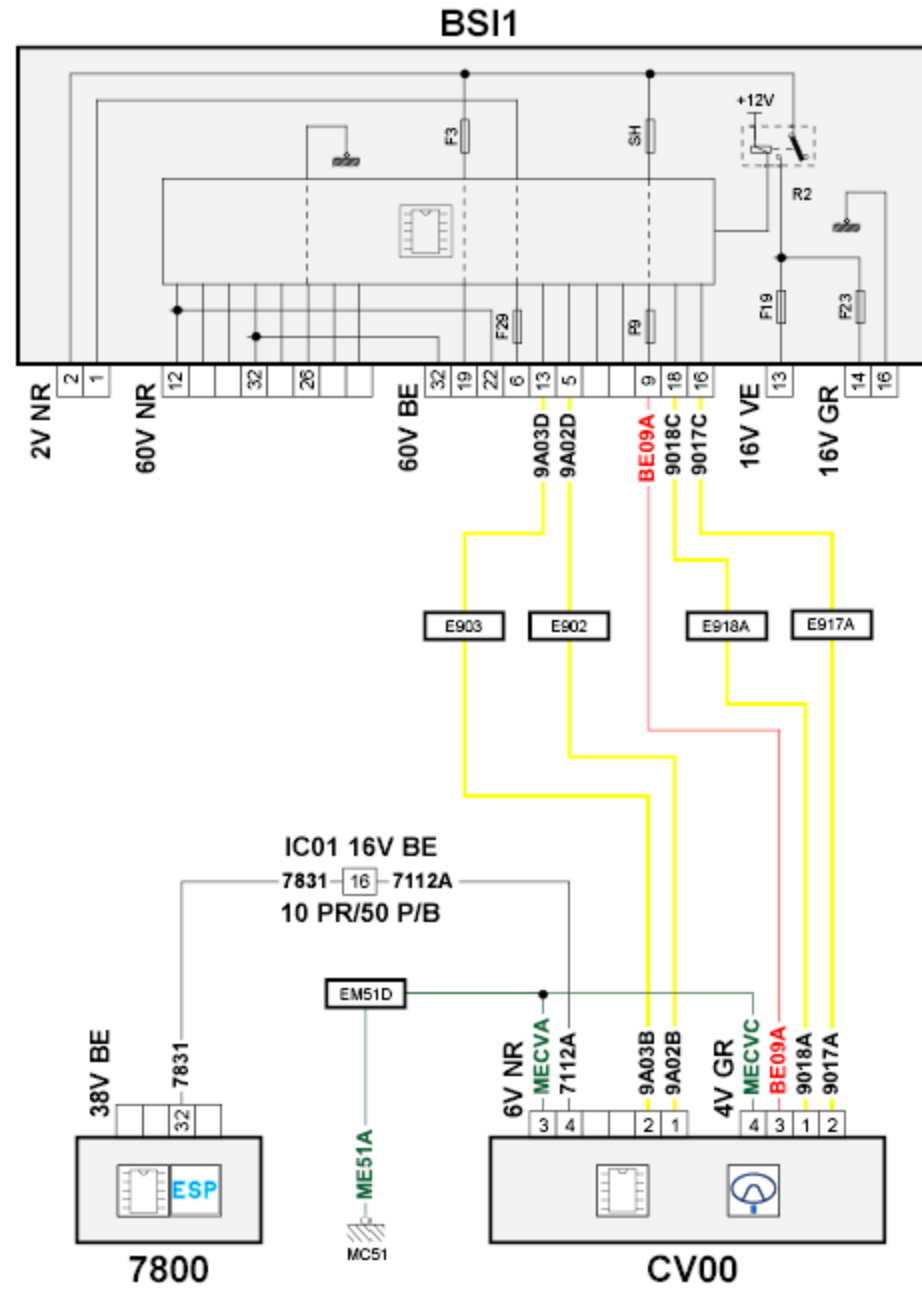 BSI1
+12V
F3
SH
R2
F29
F9
F19
F23
2V NR
2
1
60V NR
12
32
26
60V BE
32
19
22
6
13
5
9
18
16
16V VE
13
16V GR
14
16
9A03D
9A02D
BE09A
9018C
9017C
E903
E902
E918A
E917A
IC01 16V BE
7831
16
7112A
10 PR/50 P/B
EM51D
38V BE
7831
32
ESP
7800
ME51A
MC51
6V NR
MECVA
7112A
9A03B
9A02B
4V GR
MECVC
BE09A
9018A
9017A
3
4
2
1
4
3
1
2
CV00